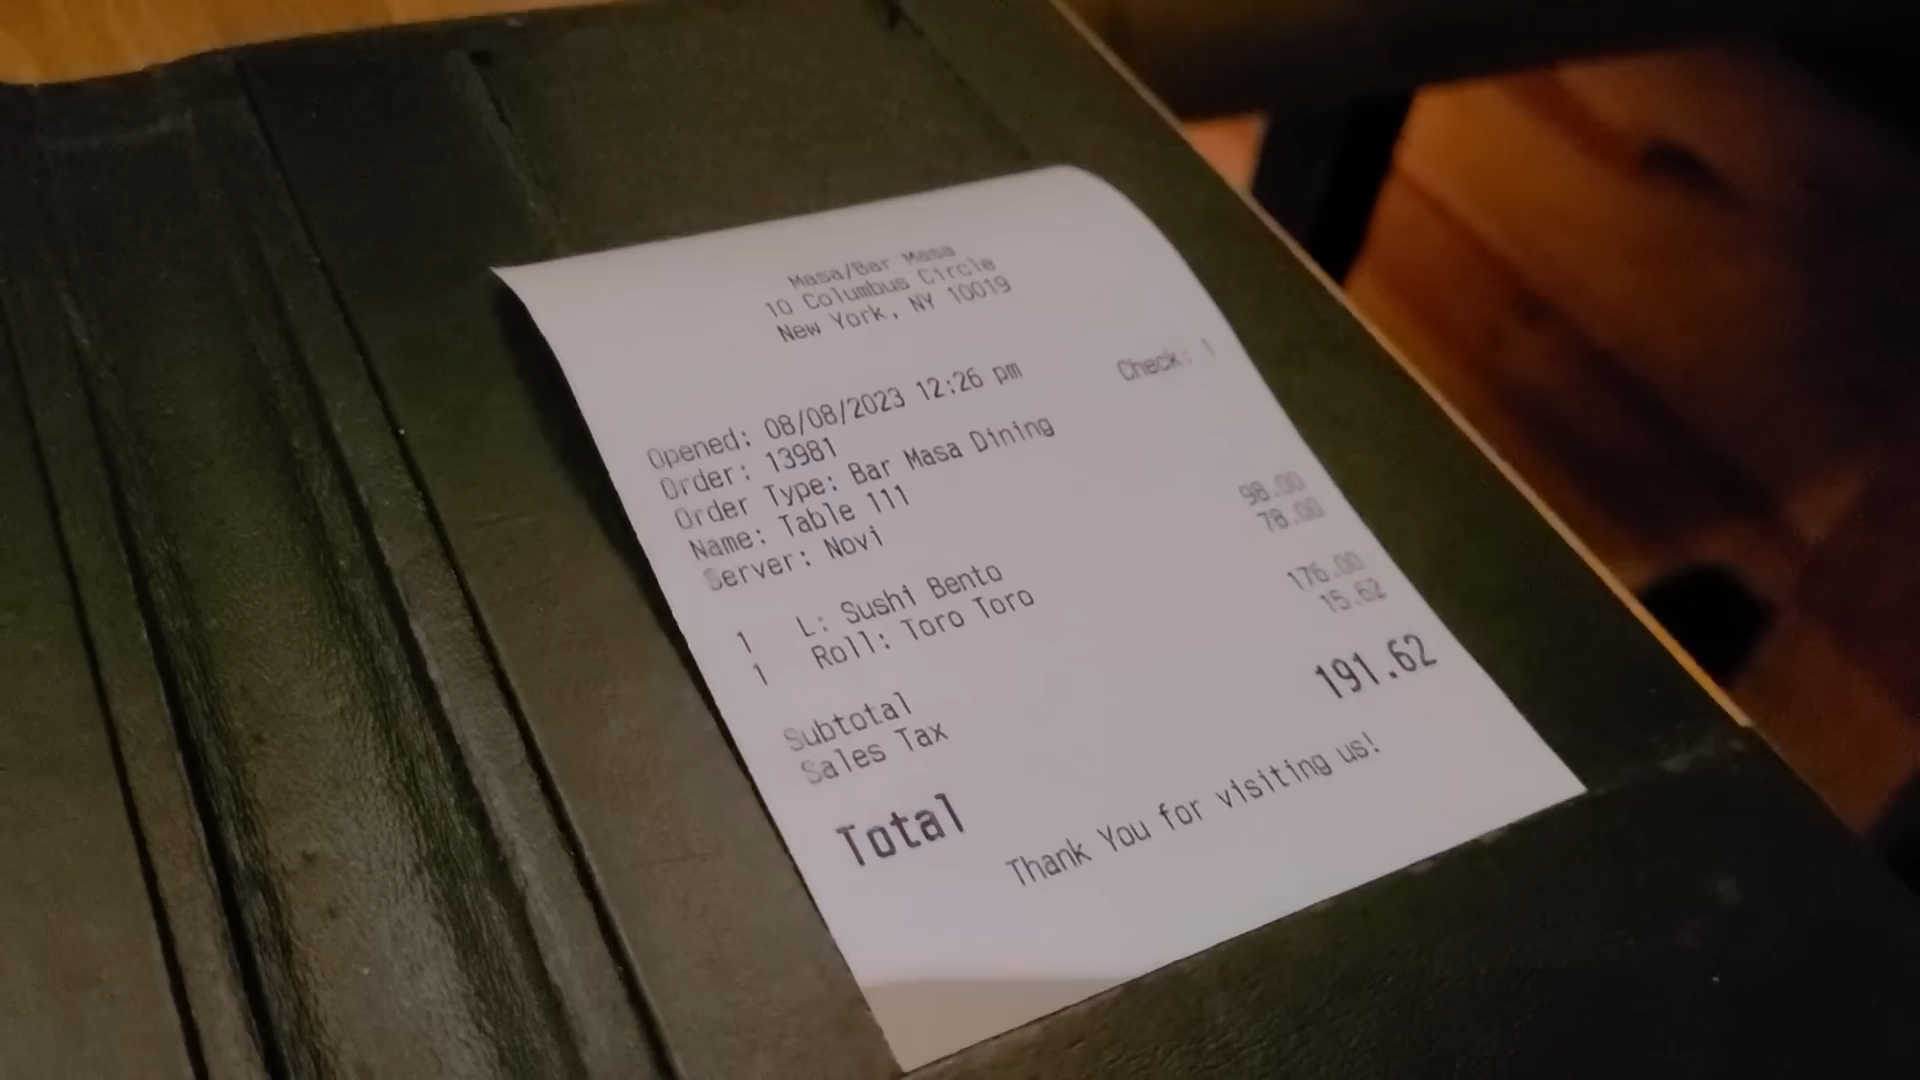 Masa/Bar Masa
10 Columbus Circle
New York, NY 10019
Check: 1
Opened: 08/08/2023 12:26 pm
Order: 13981
Order Type: Bar Masa Dining
Name: Table 111
Server: Novi
1 L: Sushi Bento 98.00
1 Roll: Toro Toro 78.00
Subtotal 176.00
Sales Tax 15.62
Total 191.62
Thank You for visiting us!